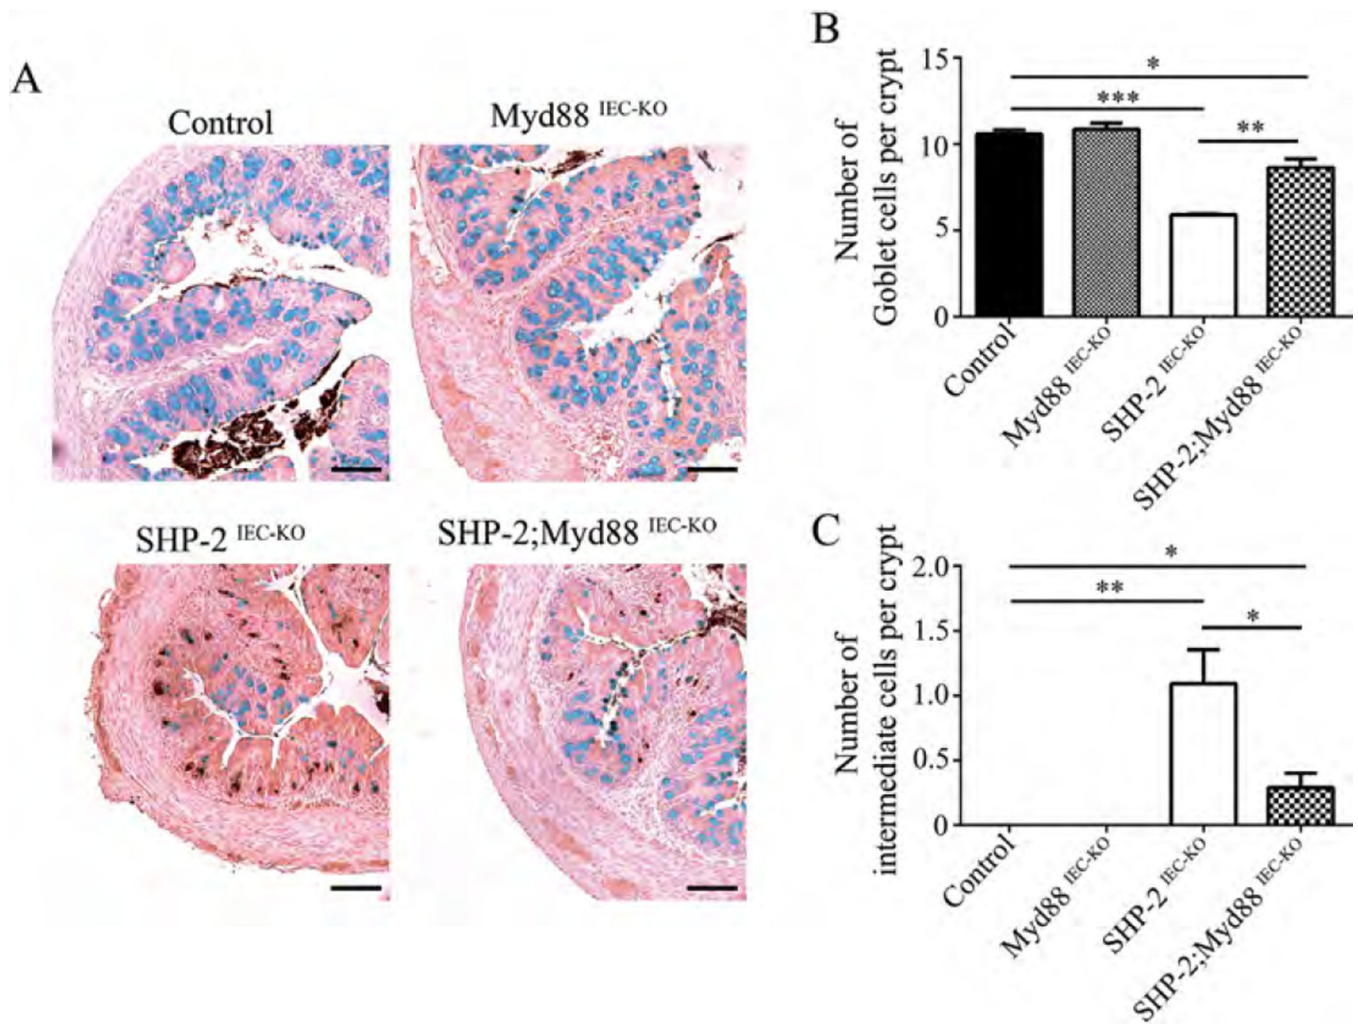 A
Control
Myd88 IEC-KO
SHP-2 IEC-KO
SHP-2;Myd88 IEC-KO
B
Number of
Goblet cells per crypt
15
10
5
0
*
***
**
Control
Myd88 IEC-KO
SHP-2 IEC-KO
SHP-2;Myd88 IEC-KO
C
Number of
intermediate cells per crypt
2.0
1.5
1.0
0.5
0
*
**
*
Control
Myd88 IEC-KO
SHP-2 IEC-KO
SHP-2;Myd88 IEC-KO